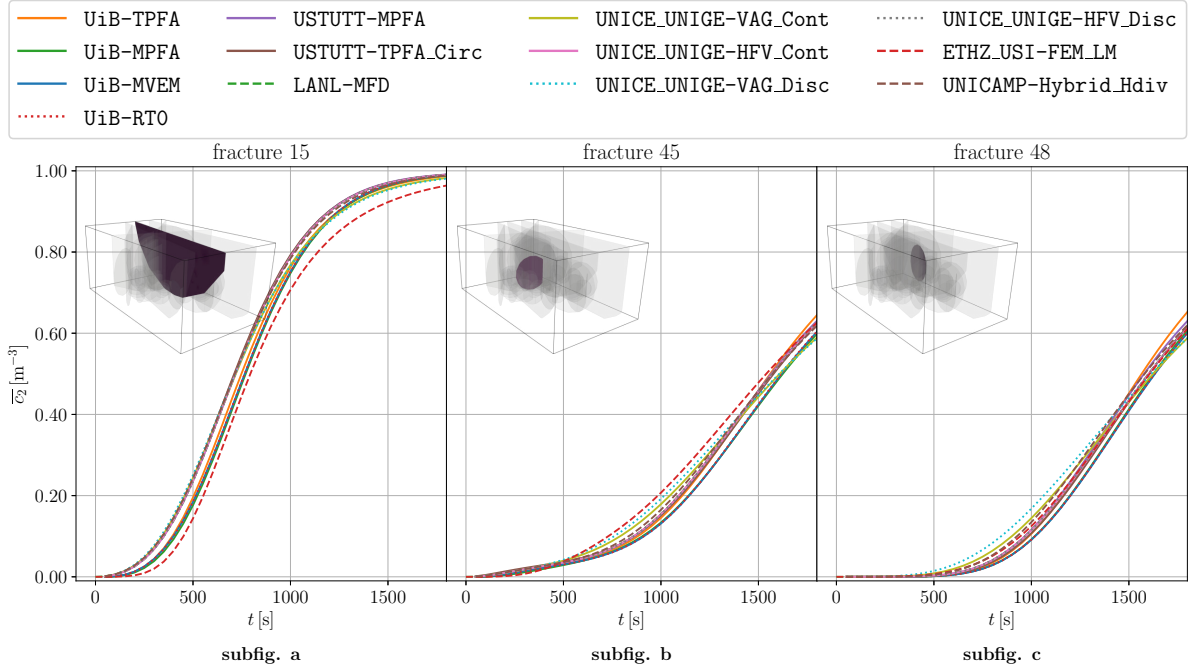 UiB-TPFA USTUTT-MPFA UNICE_UNIGE-VAG_Cont UNICE_UNIGE-HFV_Disc
UiB-MPFA USTUTT-TPFA_Circ UNICE_UNIGE-HFV_Cont ETHZ_USI-FEM_LM
UiB-MVEM LANL-MFD UNICE_UNIGE-VAG_Disc UNICAMP-Hybrid_Hdiv
UiB-RT0
fracture 15 fracture 45 fracture 48
1.00
0.80
0.60
0.40
0.20
0.00
c̅₂ [m⁻³]
0 500 1000 1500 0 500 1000 1500 0 500 1000 1500
t [s] t [s] t [s]
subfig. a subfig. b subfig. c